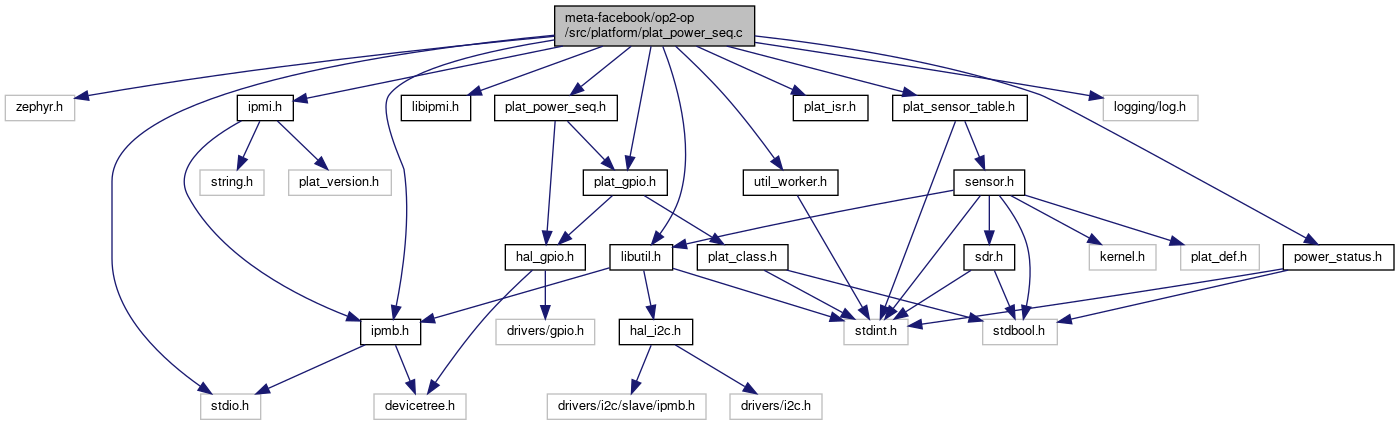 meta-facebook/op2-op
/src/platform/plat_power_seq.c
zephyr.h
ipmi.h
libipmi.h
plat_power_seq.h
plat_isr.h
plat_sensor_table.h
logging/log.h
string.h
plat_version.h
plat_gpio.h
util_worker.h
sensor.h
hal_gpio.h
libutil.h
plat_class.h
sdr.h
kernel.h
plat_def.h
power_status.h
ipmb.h
drivers/gpio.h
hal_i2c.h
stdint.h
stdbool.h
stdio.h
devicetree.h
drivers/i2c/slave/ipmb.h
drivers/i2c.h